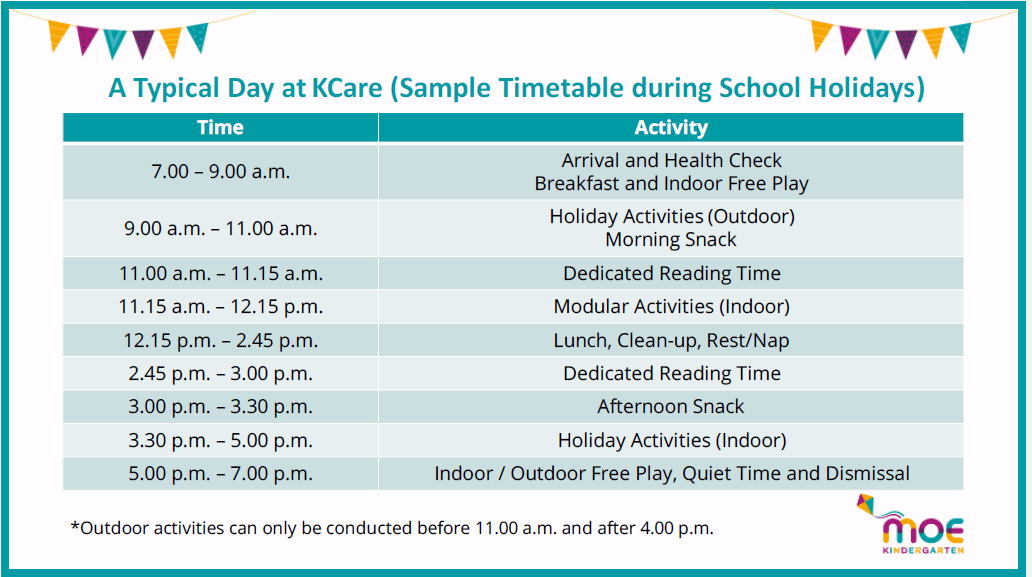 A Typical Day at KCare (Sample Timetable during School Holidays)
Time Activity
7.00 – 9.00 a.m. Arrival and Health Check
Breakfast and Indoor Free Play
9.00 a.m. – 11.00 a.m. Holiday Activities (Outdoor)
Morning Snack
11.00 a.m. – 11.15 a.m. Dedicated Reading Time
11.15 a.m. – 12.15 p.m. Modular Activities (Indoor)
12.15 p.m. – 2.45 p.m. Lunch, Clean-up, Rest/Nap
2.45 p.m. – 3.00 p.m. Dedicated Reading Time
3.00 p.m. – 3.30 p.m. Afternoon Snack
3.30 p.m. – 5.00 p.m. Holiday Activities (Indoor)
5.00 p.m. – 7.00 p.m. Indoor / Outdoor Free Play, Quiet Time and Dismissal
*Outdoor activities can only be conducted before 11.00 a.m. and after 4.00 p.m.
moe
KINDERGARTEN